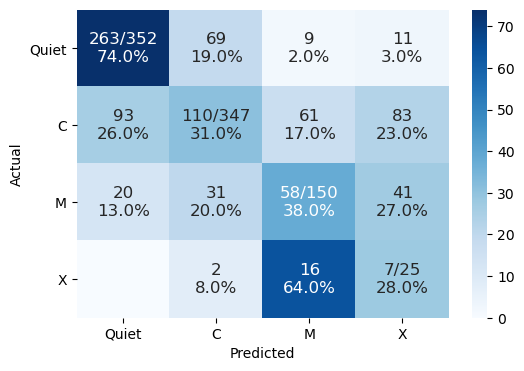 Quiet 263/352 69 9 11
74.0% 19.0% 2.0% 3.0%
C 93 110/347 61 83
26.0% 31.0% 17.0% 23.0%
M 20 31 58/150 41
13.0% 20.0% 38.0% 27.0%
X 2 16 7/25
8.0% 64.0% 28.0%
Quiet C M X
Predicted
Actual
70
60
50
40
30
20
10
0